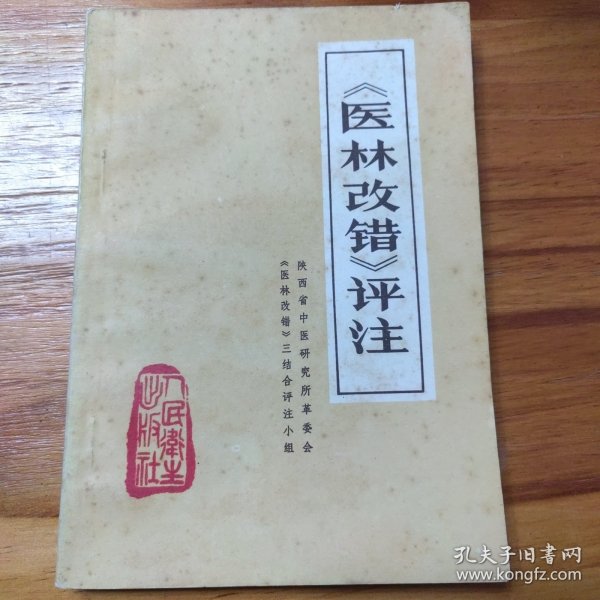 《医林改错》评注
陕西省中医研究所革委会
《医林改错》三结合评注小组
人民衛生
出版社
孔夫子旧书网
www.kongfz.com